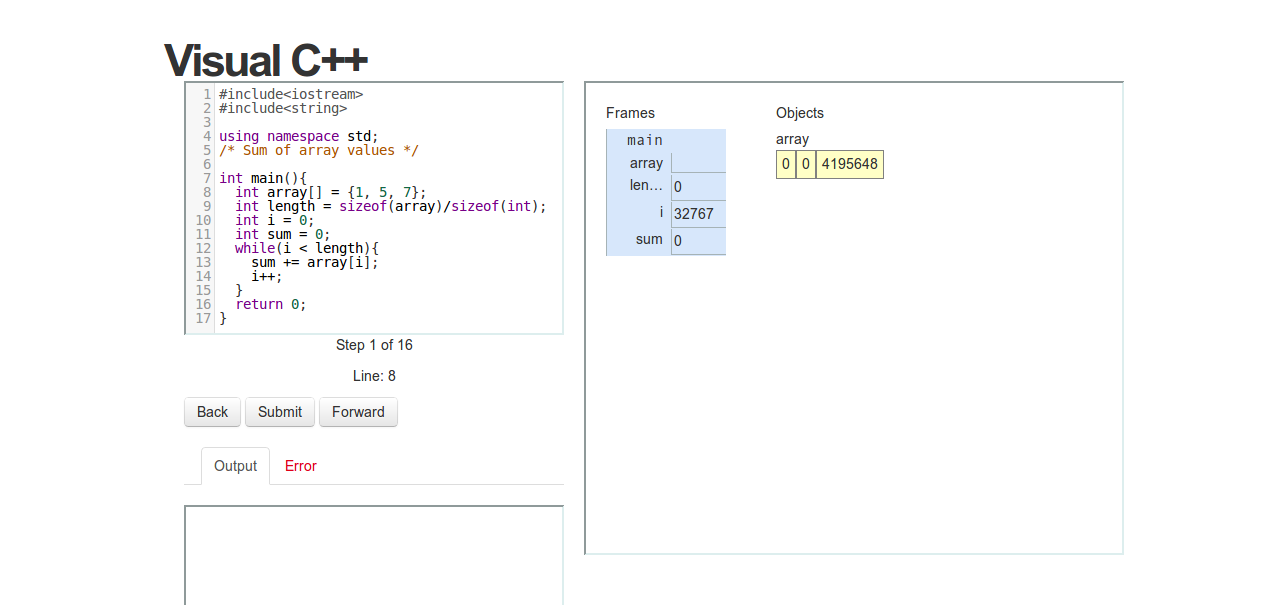 Visual C++
1 #include<iostream>
2 #include<string>
3
4 using namespace std;
5 /* Sum of array values */
6
7 int main(){
8   int array[] = {1, 5, 7};
9   int length = sizeof(array)/sizeof(int);
10   int i = 0;
11   int sum = 0;
12   while(i < length){
13     sum += array[i];
14     i++;
15   }
16   return 0;
17 }
Step 1 of 16
Line: 8
Back Submit Forward
Output Error
Frames
main
array
len... 0
i 32767
sum 0
Objects
array
0 0 4195648